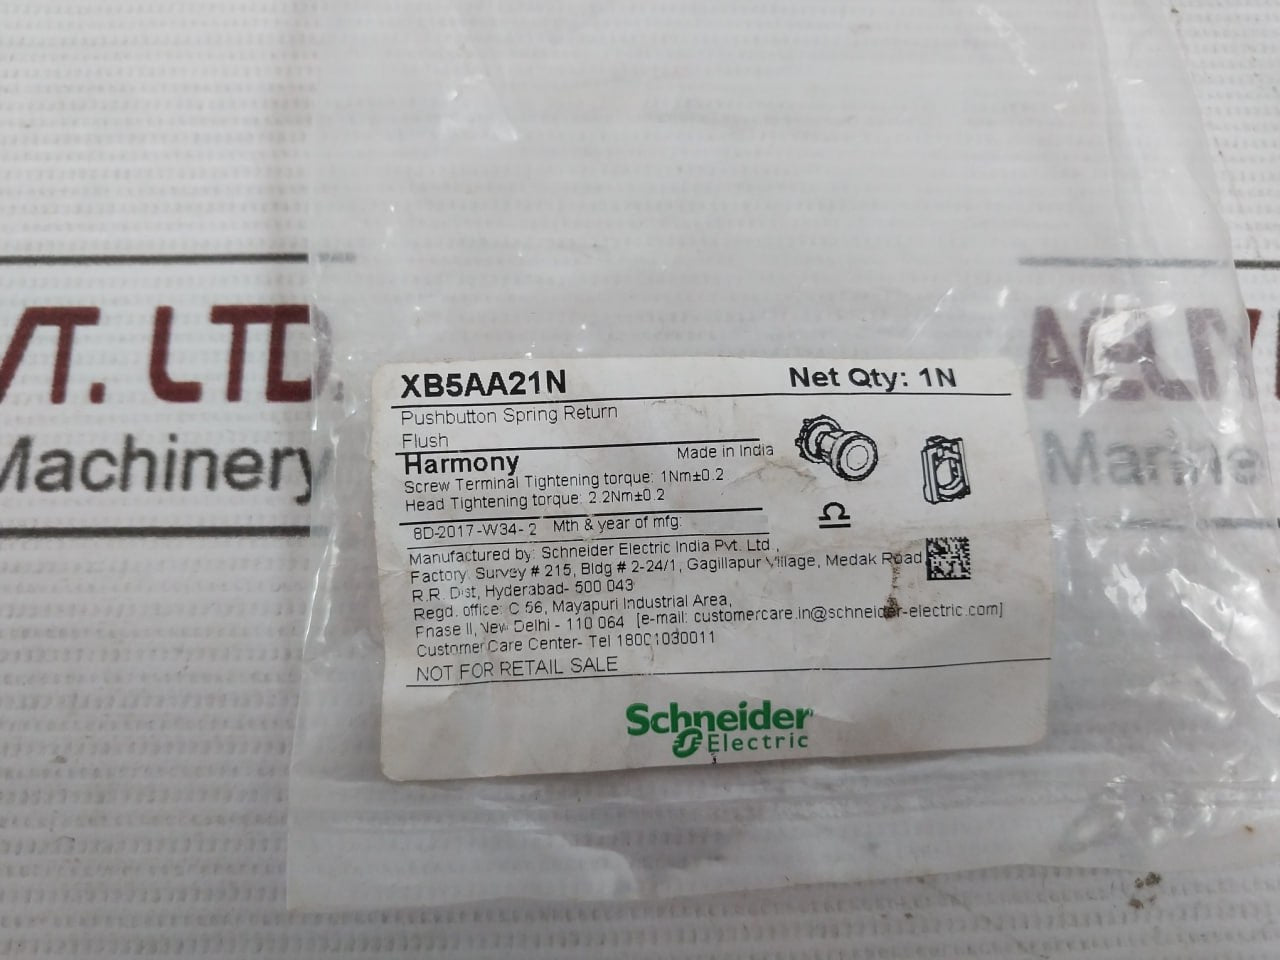 VT. LTD.
Machinery
AELIY
Marine
XB5AA21N Net Qty: 1N
Pushbutton Spring Return
Flush
Harmony Made in India
Screw Terminal Tightening torque: 1Nm±0.2
Head Tightening torque: 2.2Nm±0.2
8D-2017-W34- 2 Mth & year of mfg:
Manufactured by: Schneider Electric India Pvt. Ltd.,
Factory: Survey # 215, Bldg # 2-24/1, Gagillapur Village, Medak Road
R.R. Dist, Hyderabad- 500 043
Regd. office: C 56, Mayapuri Industrial Area,
Phase II, New Delhi - 110 064 [e-mail: customercare.in@schneider-electric.com]
Customer Care Center- Tel 18001030011
NOT FOR RETAIL SALE
Schneider
Electric